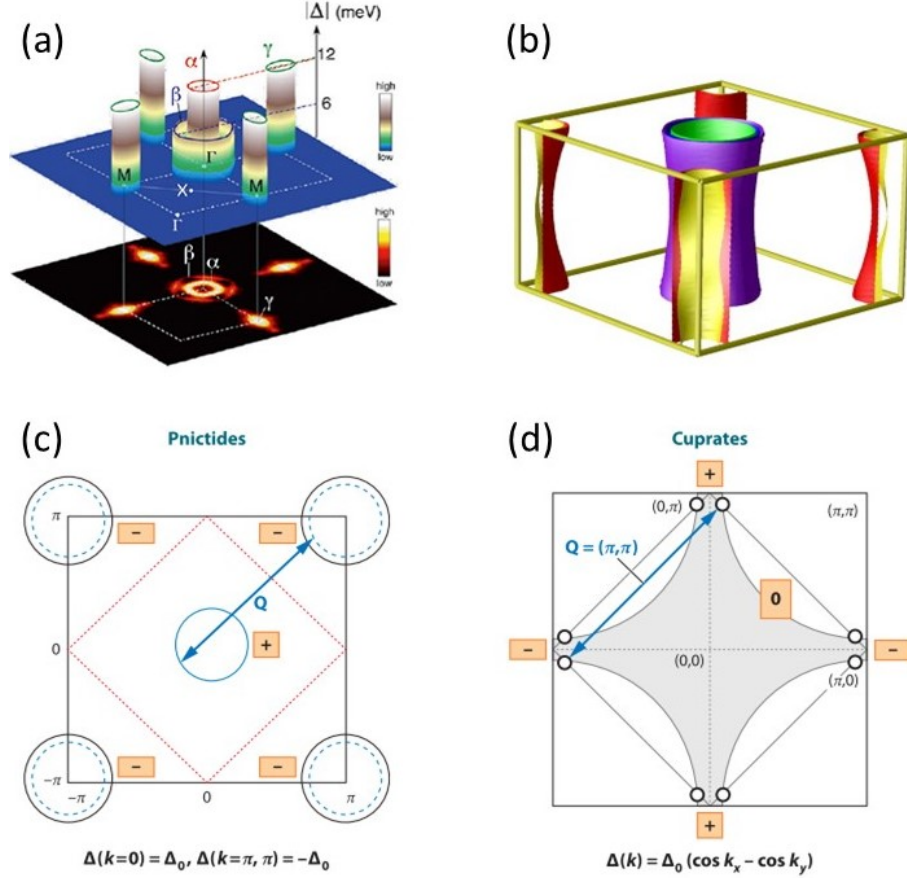 (a)
|Δ| (meV)
12
6
α
γ
β
high
low
Γ
M
X
M
Γ
high
low
β
α
γ
(b)
(c)
Pnictides
π
−
−
Q
0
+
−
−
−π
−π
0
π
Δ(k=0) = Δ₀, Δ(k=π, π) = −Δ₀
(d)
Cuprates
+
(0,π)
(π,π)
Q = (π,π)
0
−
−
(0,0)
(π,0)
+
Δ(k) = Δ₀ (cos kₓ − cos k_y)